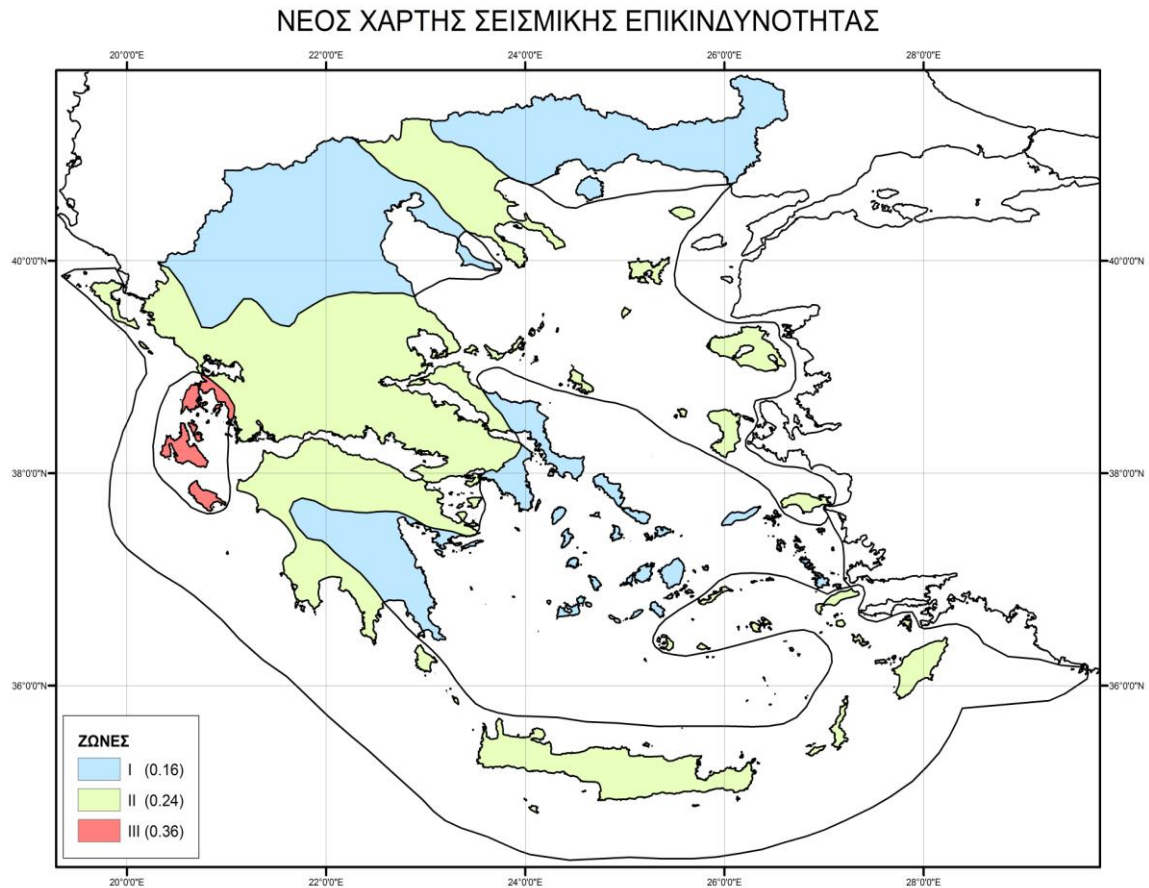 ΝΕΟΣ ΧΑΡΤΗΣ ΣΕΙΣΜΙΚΗΣ ΕΠΙΚΙΝΔΥΝΟΤΗΤΑΣ
20°0'0"E 22°0'0"E 24°0'0"E 26°0'0"E 28°0'0"E
40°0'0"N 40°0'0"N
38°0'0"N 38°0'0"N
36°0'0"N 36°0'0"N
ΖΩΝΕΣ
I (0.16)
II (0.24)
III (0.36)
20°0'0"E 22°0'0"E 24°0'0"E 26°0'0"E 28°0'0"E